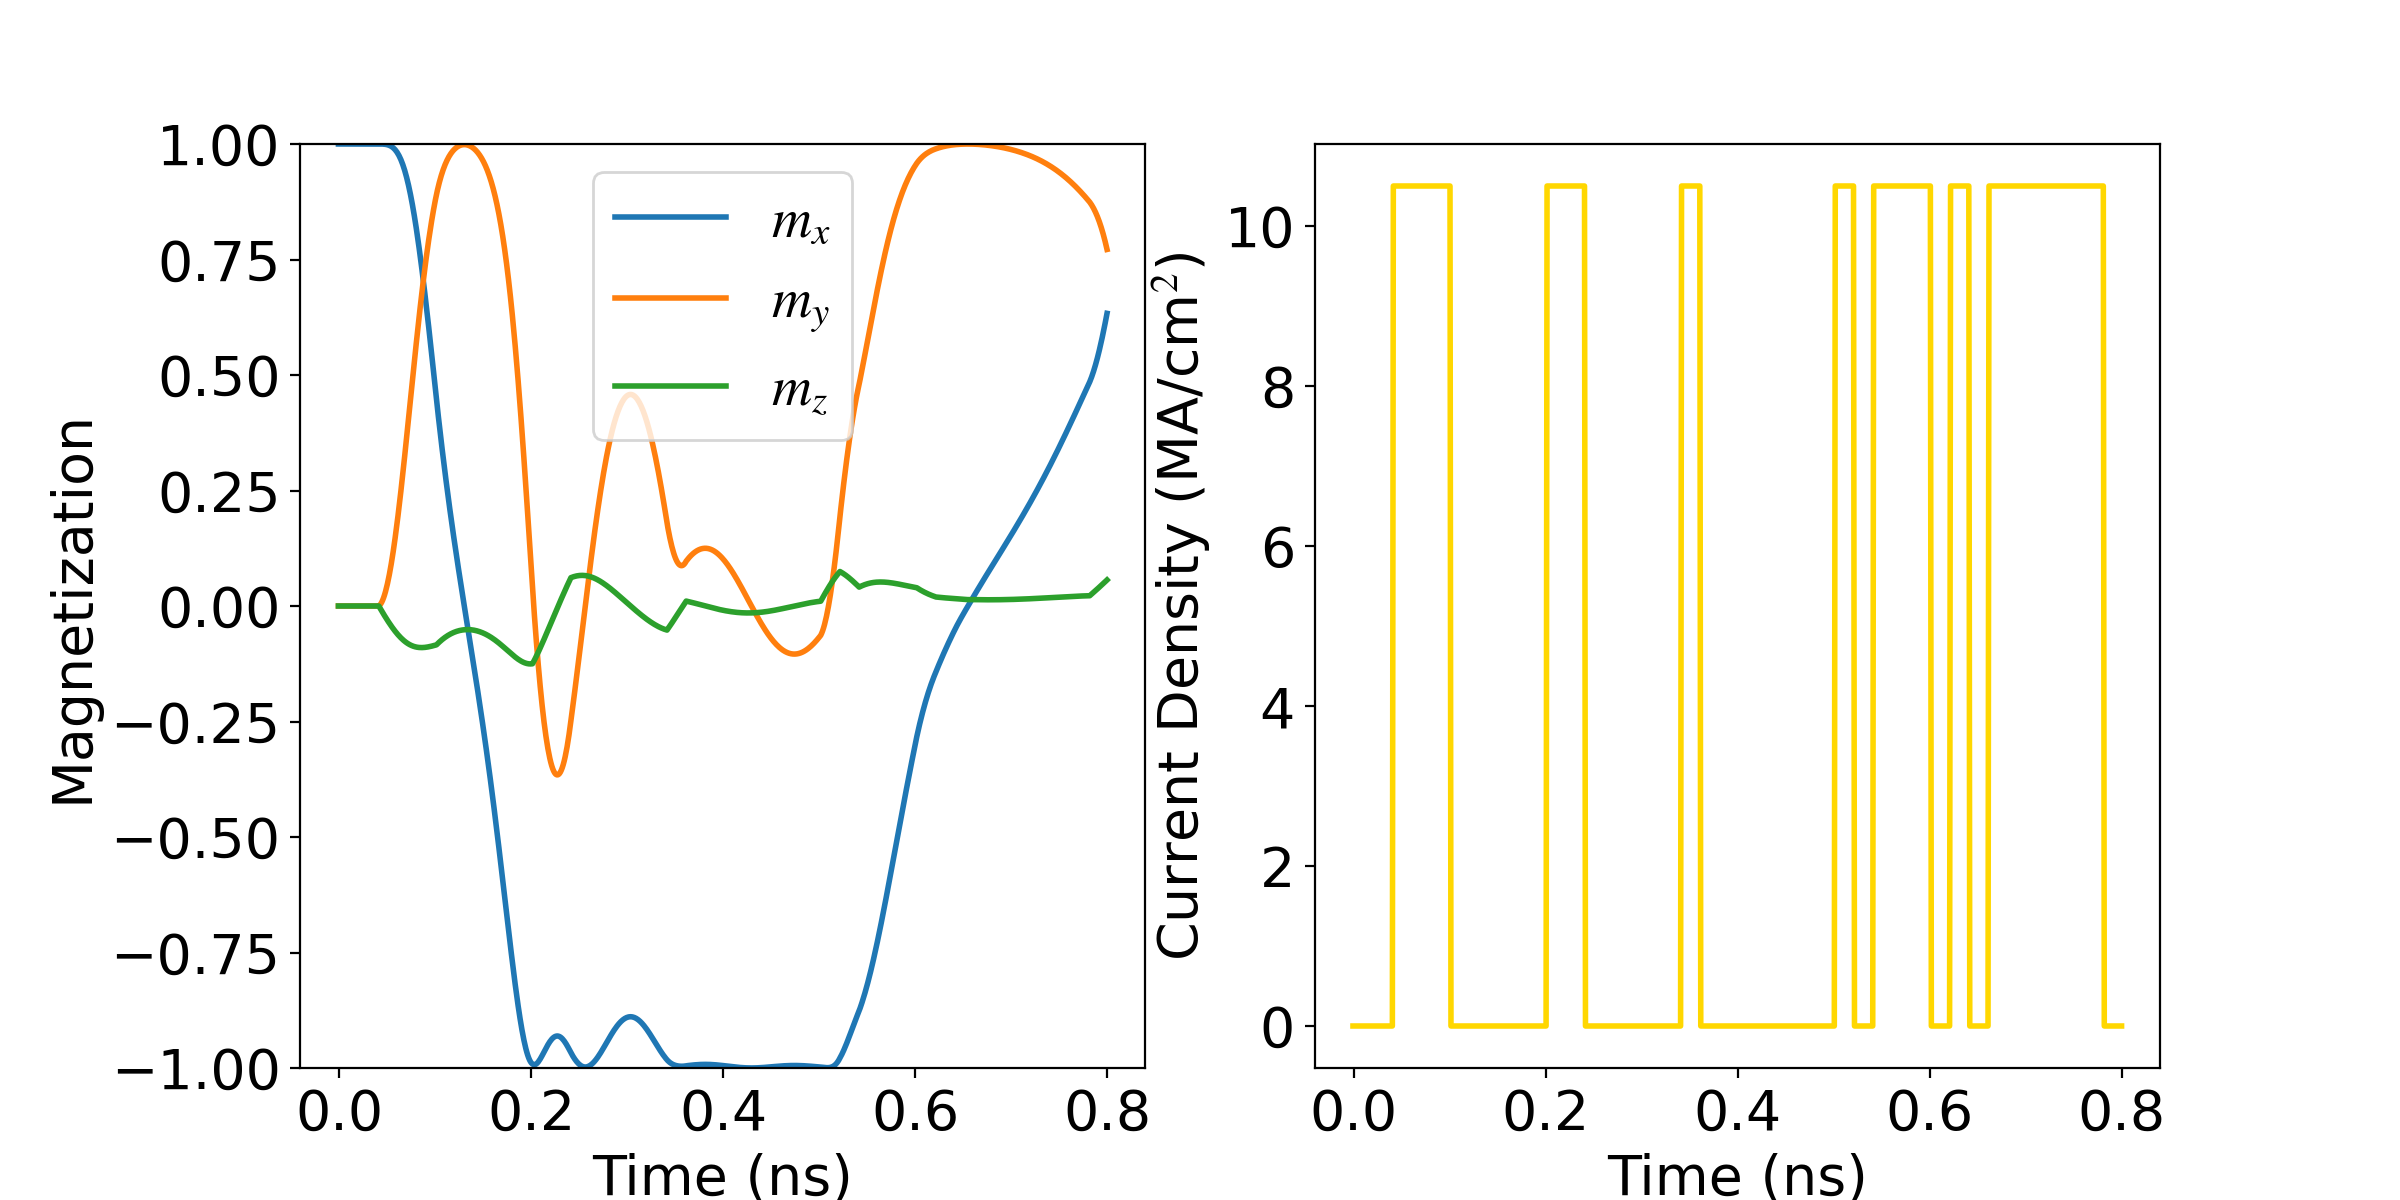 Magnetization
1.00
0.75
0.50
0.25
0.00
−0.25
−0.50
−0.75
−1.00
m_x
m_y
m_z
0.0 0.2 0.4 0.6 0.8
Time (ns)
Current Density (MA/cm²)
10
8
6
4
2
0
0.0 0.2 0.4 0.6 0.8
Time (ns)